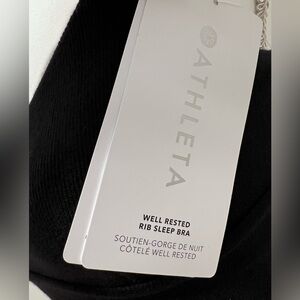 ATHLETA
WELL RESTED
RIB SLEEP BRA
SOUTIEN-GORGE DE NUIT
CÔTELÉ WELL RESTED